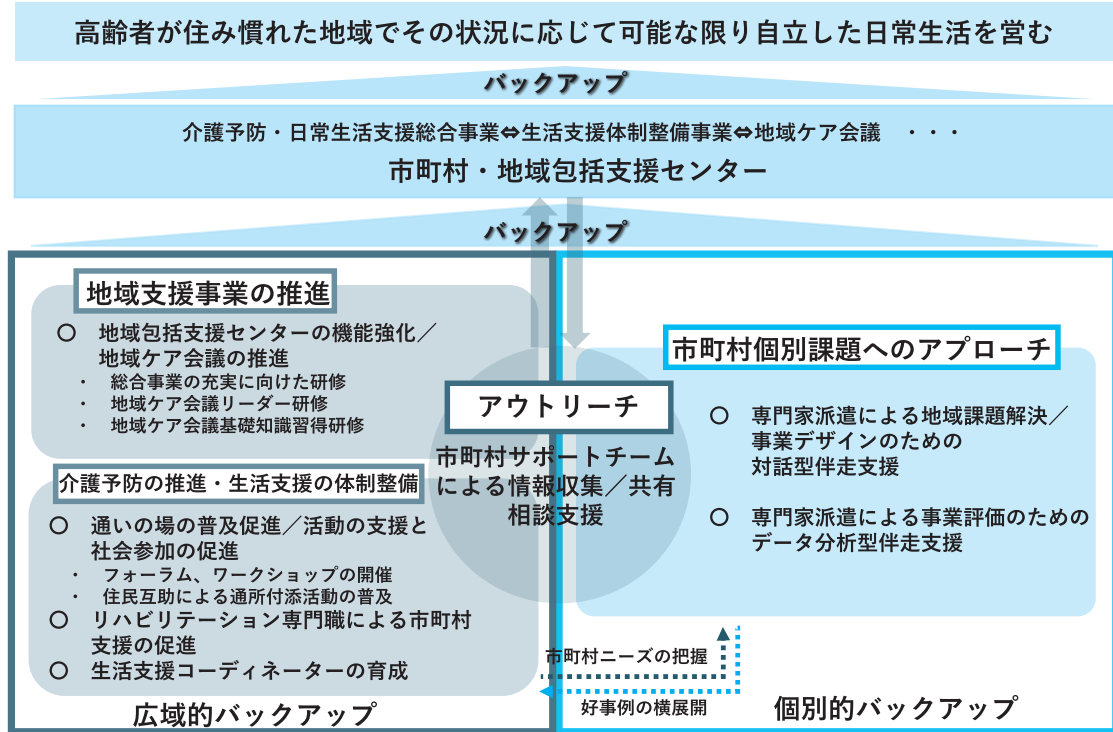 高齢者が住み慣れた地域でその状況に応じて可能な限り自立した日常生活を営む
バックアップ
介護予防・日常生活支援総合事業⇔生活支援体制整備事業⇔地域ケア会議　・・・
市町村・地域包括支援センター
バックアップ
地域支援事業の推進
〇　地域包括支援センターの機能強化／
地域ケア会議の推進
・　総合事業の充実に向けた研修
・　地域ケア会議リーダー研修
・　地域ケア会議基礎知識習得研修
介護予防の推進・生活支援の体制整備
〇　通いの場の普及促進／活動の支援と
社会参加の促進
・　フォーラム、ワークショップの開催
・　住民互助による通所付添活動の普及
〇　リハビリテーション専門職による市町村
支援の促進
〇　生活支援コーディネーターの育成
広域的バックアップ
アウトリーチ
市町村サポートチーム
による情報収集／共有
相談支援
市町村個別課題へのアプローチ
〇　専門家派遣による地域課題解決／
事業デザインのための
対話型伴走支援
〇　専門家派遣による事業評価のための
データ分析型伴走支援
市町村ニーズの把握
好事例の横展開
個別的バックアップ